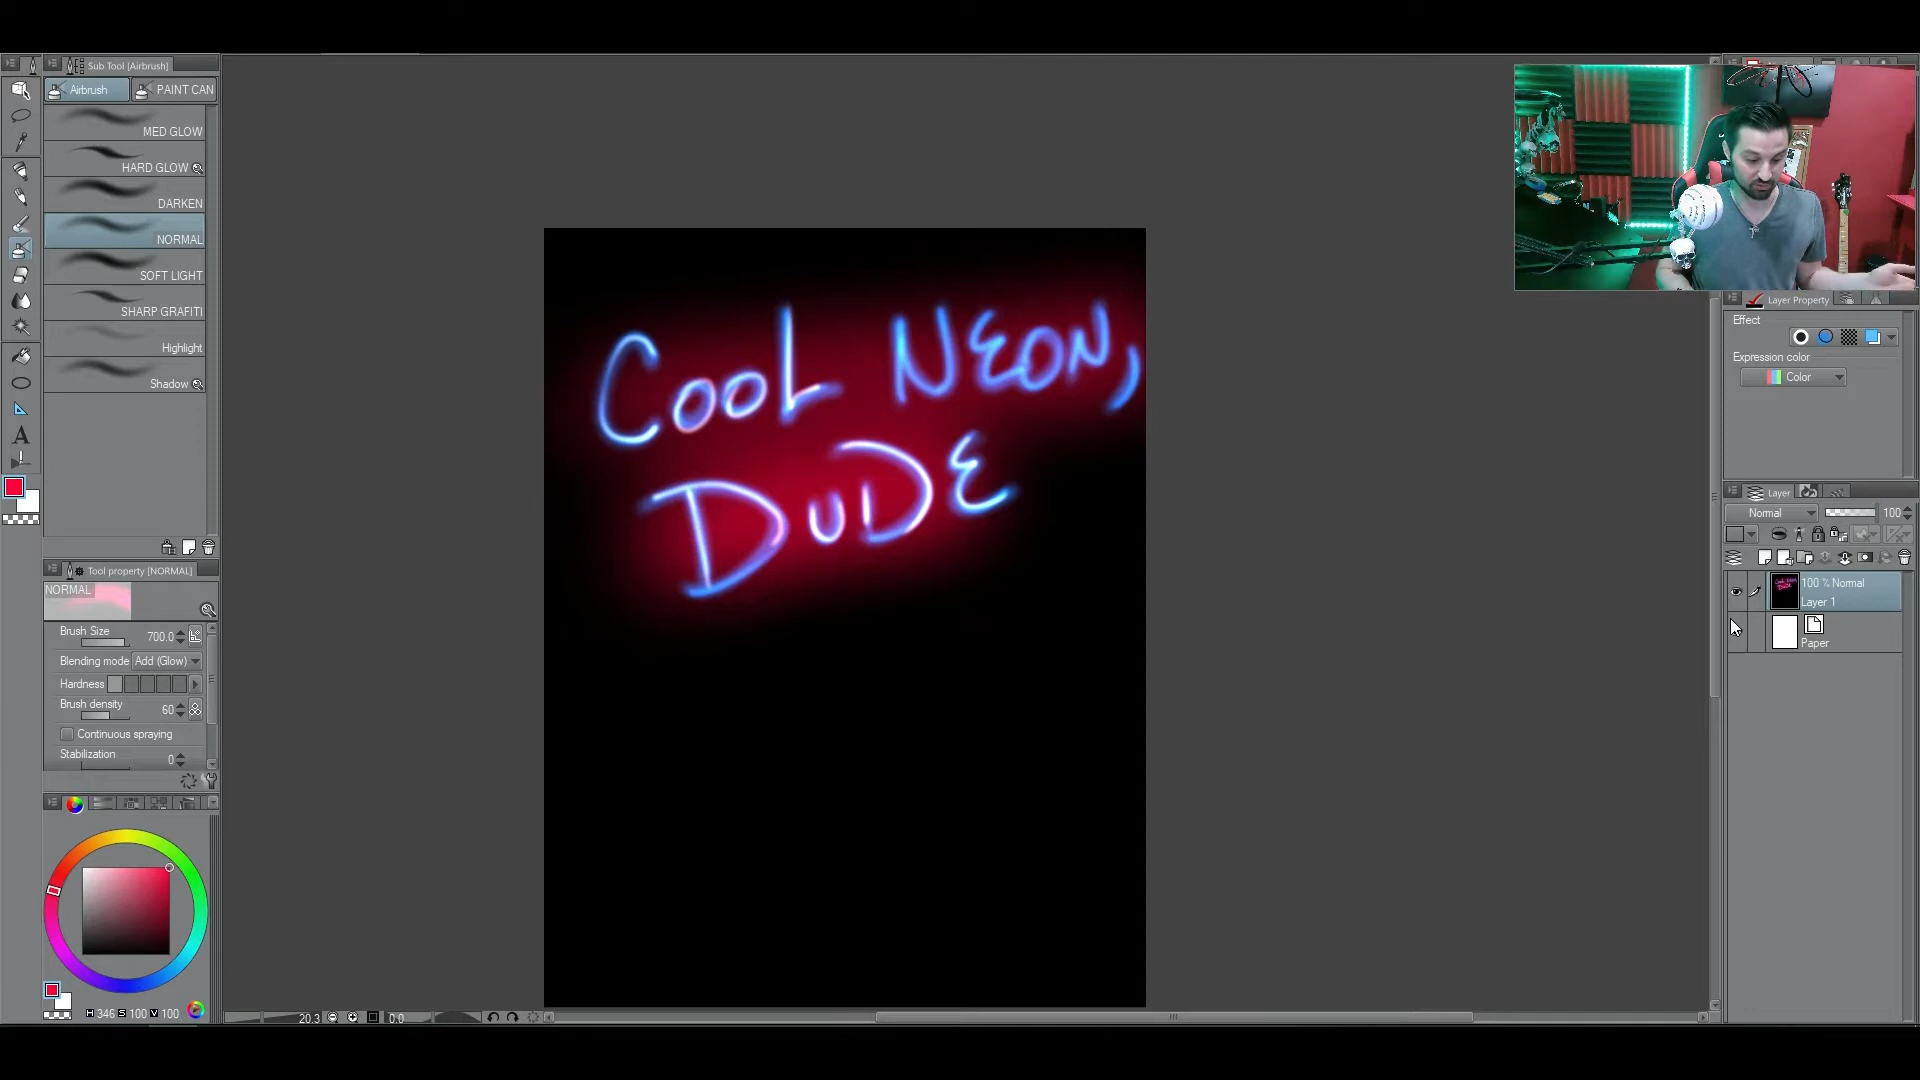 Sub Tool [Airbrush]
Airbrush
PAINT CAN
MED GLOW
HARD GLOW
DARKEN
NORMAL
SOFT LIGHT
SHARP GRAFITI
Highlight
Shadow
A
Tool property [NORMAL]
NORMAL
Brush Size 700.0
Blending mode Add (Glow)
Hardness
Brush density 60
Continuous spraying
Stabilization 0
H 346 S 100 V 100
COOL NEON,
DUDE
20.3
0.0
Layer Property
Effect
Expression color
Color
Layer
Normal 100
100 % Normal
Layer 1
Paper